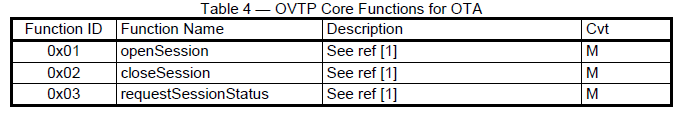 Table 4 — OVTP Core Functions for OTA
Function ID Function Name Description Cvt
0x01 openSession See ref [1] M
0x02 closeSession See ref [1] M
0x03 requestSessionStatus See ref [1] M